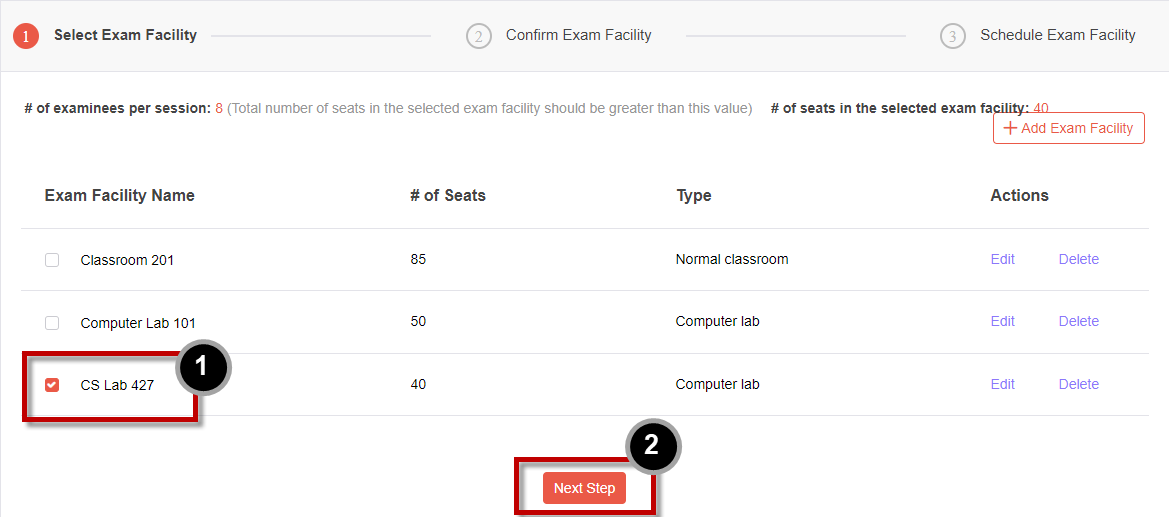 1 Select Exam Facility 2 Confirm Exam Facility 3 Schedule Exam Facility
# of examinees per session: 8 (Total number of seats in the selected exam facility should be greater than this value) # of seats in the selected exam facility: 40
+ Add Exam Facility
Exam Facility Name # of Seats Type Actions
Classroom 201 85 Normal classroom Edit Delete
Computer Lab 101 50 Computer lab Edit Delete
1
CS Lab 427 40 Computer lab Edit Delete
2
Next Step